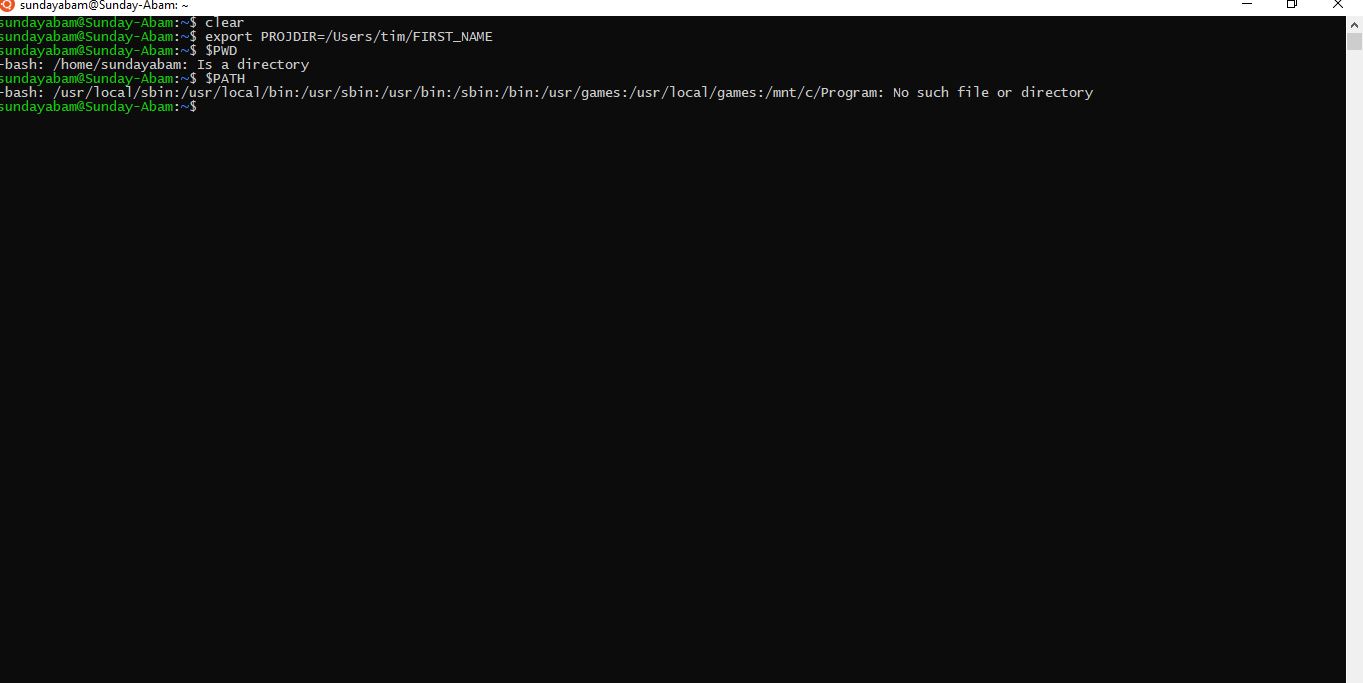 sundayabam@Sunday-Abam: ~
sundayabam@Sunday-Abam:~$ clear
sundayabam@Sunday-Abam:~$ export PROJDIR=/Users/tim/FIRST_NAME
sundayabam@Sunday-Abam:~$ $PWD
-bash: /home/sundayabam: Is a directory
sundayabam@Sunday-Abam:~$ $PATH
-bash: /usr/local/sbin:/usr/local/bin:/usr/sbin:/usr/bin:/sbin:/bin:/usr/games:/usr/local/games:/mnt/c/Program: No such file or directory
sundayabam@Sunday-Abam:~$